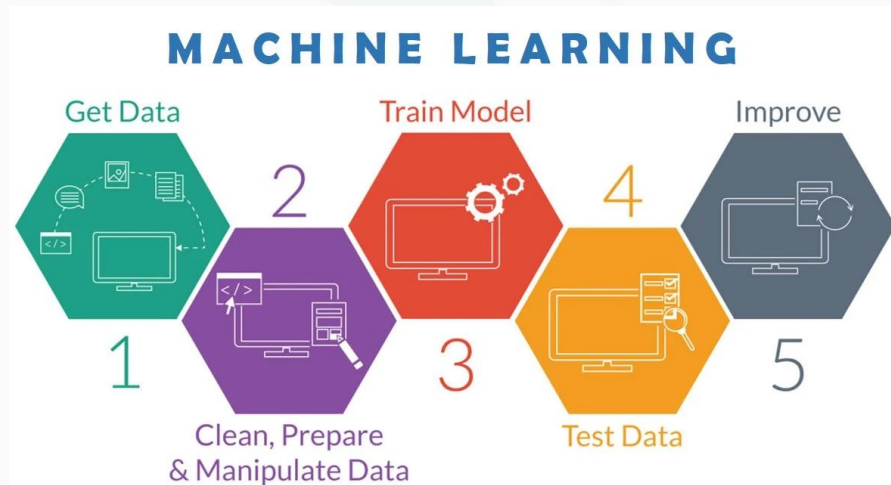 MACHINE LEARNING
Get Data
Train Model
Improve
2
4
</>
</>
1
3
5
Clean, Prepare
& Manipulate Data
Test Data